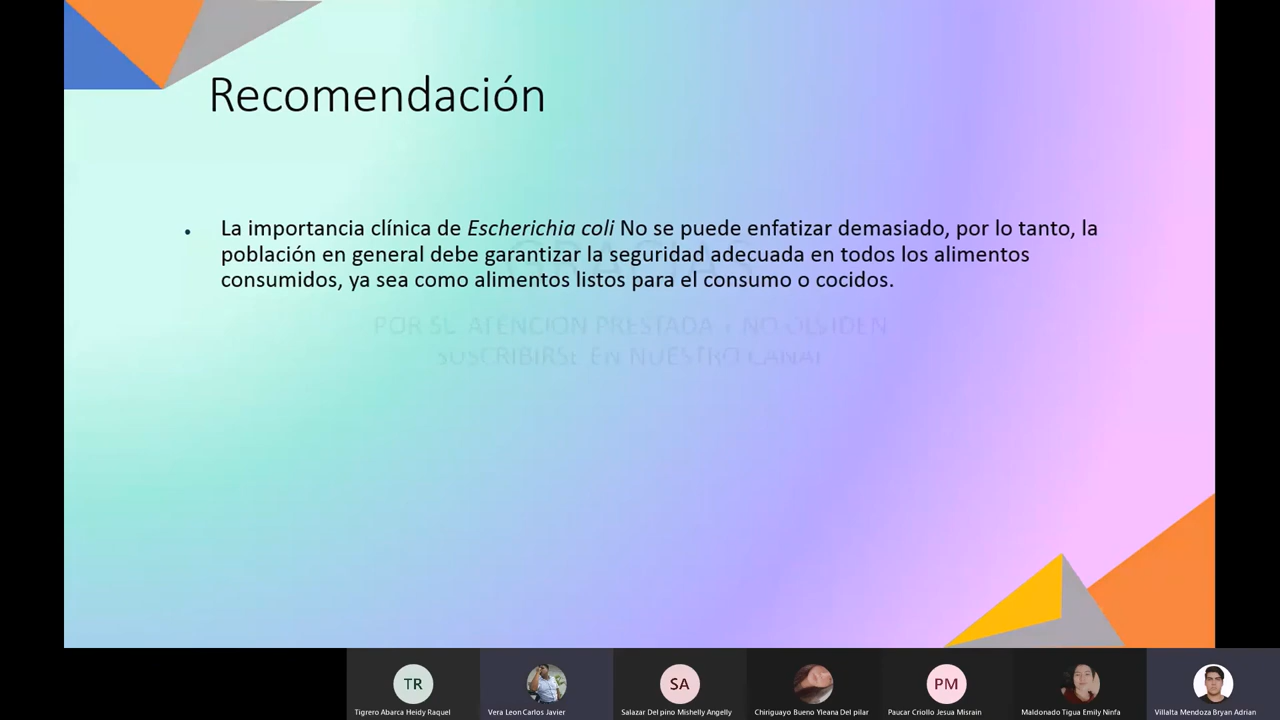 Recomendación
• La importancia clínica de Escherichia coli No se puede enfatizar demasiado, por lo tanto, la
población en general debe garantizar la seguridad adecuada en todos los alimentos
consumidos, ya sea como alimentos listos para el consumo o cocidos.
GRACIAS
POR SU ATENCION PRESTADA Y NO OLVIDEN
SUSCRIBIRSE EN NUESTRO CANAL
TR
SA
PM
Tigrero Abarca Heidy Raquel
Vera Leon Carlos Javier
Salazar Del pino Mishelly Angelly
Chiriguayo Bueno Yleana Del pilar
Paucar Criollo Jesua Misrain
Maldonado Tigua Emily Ninfa
Villalta Mendoza Bryan Adrian